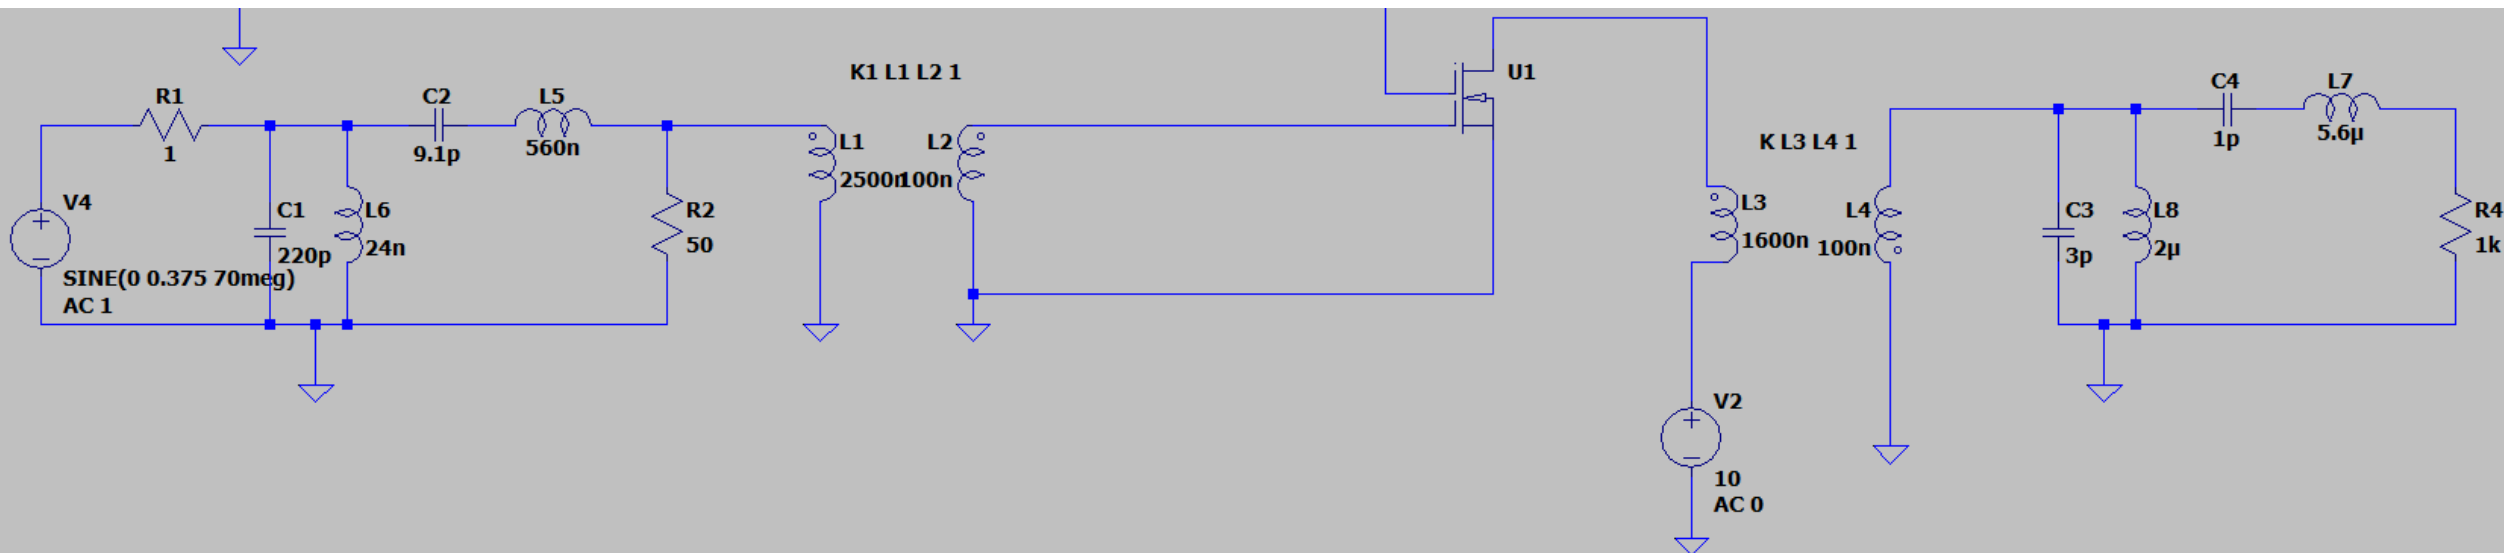 K1 L1 L2 1
U1
R1
1
C2
9.1p
L5
560n
L1
2500n
L2
100n
C4
1p
L7
5.6µ
K L3 L4 1
V4
SINE(0 0.375 70meg)
AC 1
C1
220p
L6
24n
R2
50
L3
1600n
L4
100n
C3
3p
L8
2µ
R4
1k
V2
10
AC 0